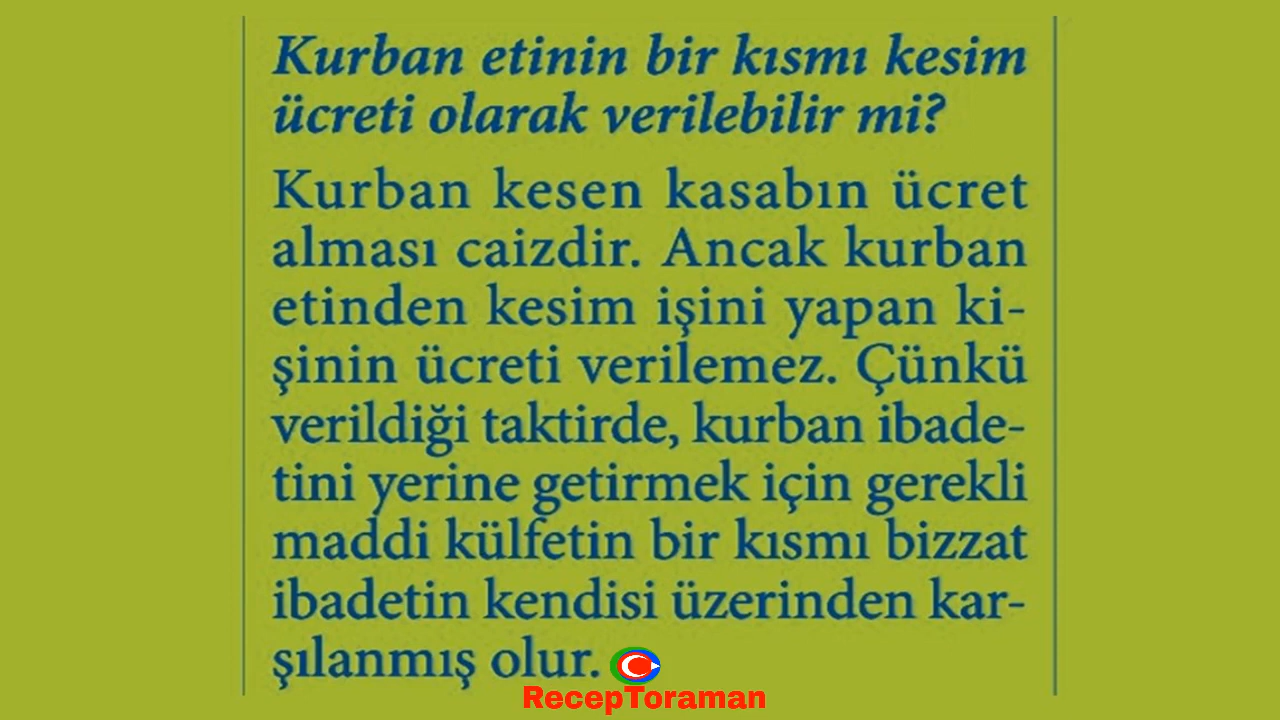 Kurban etinin bir kısmı kesim
ücreti olarak verilebilir mi?
Kurban kesen kasabın ücret
alması caizdir. Ancak kurban
etinden kesim işini yapan ki-
şinin ücreti verilemez. Çünkü
verildiği taktirde, kurban ibade-
tini yerine getirmek için gerekli
maddi külfetin bir kısmı bizzat
ibadetin kendisi üzerinden kar-
şılanmış olur.
RecepToraman